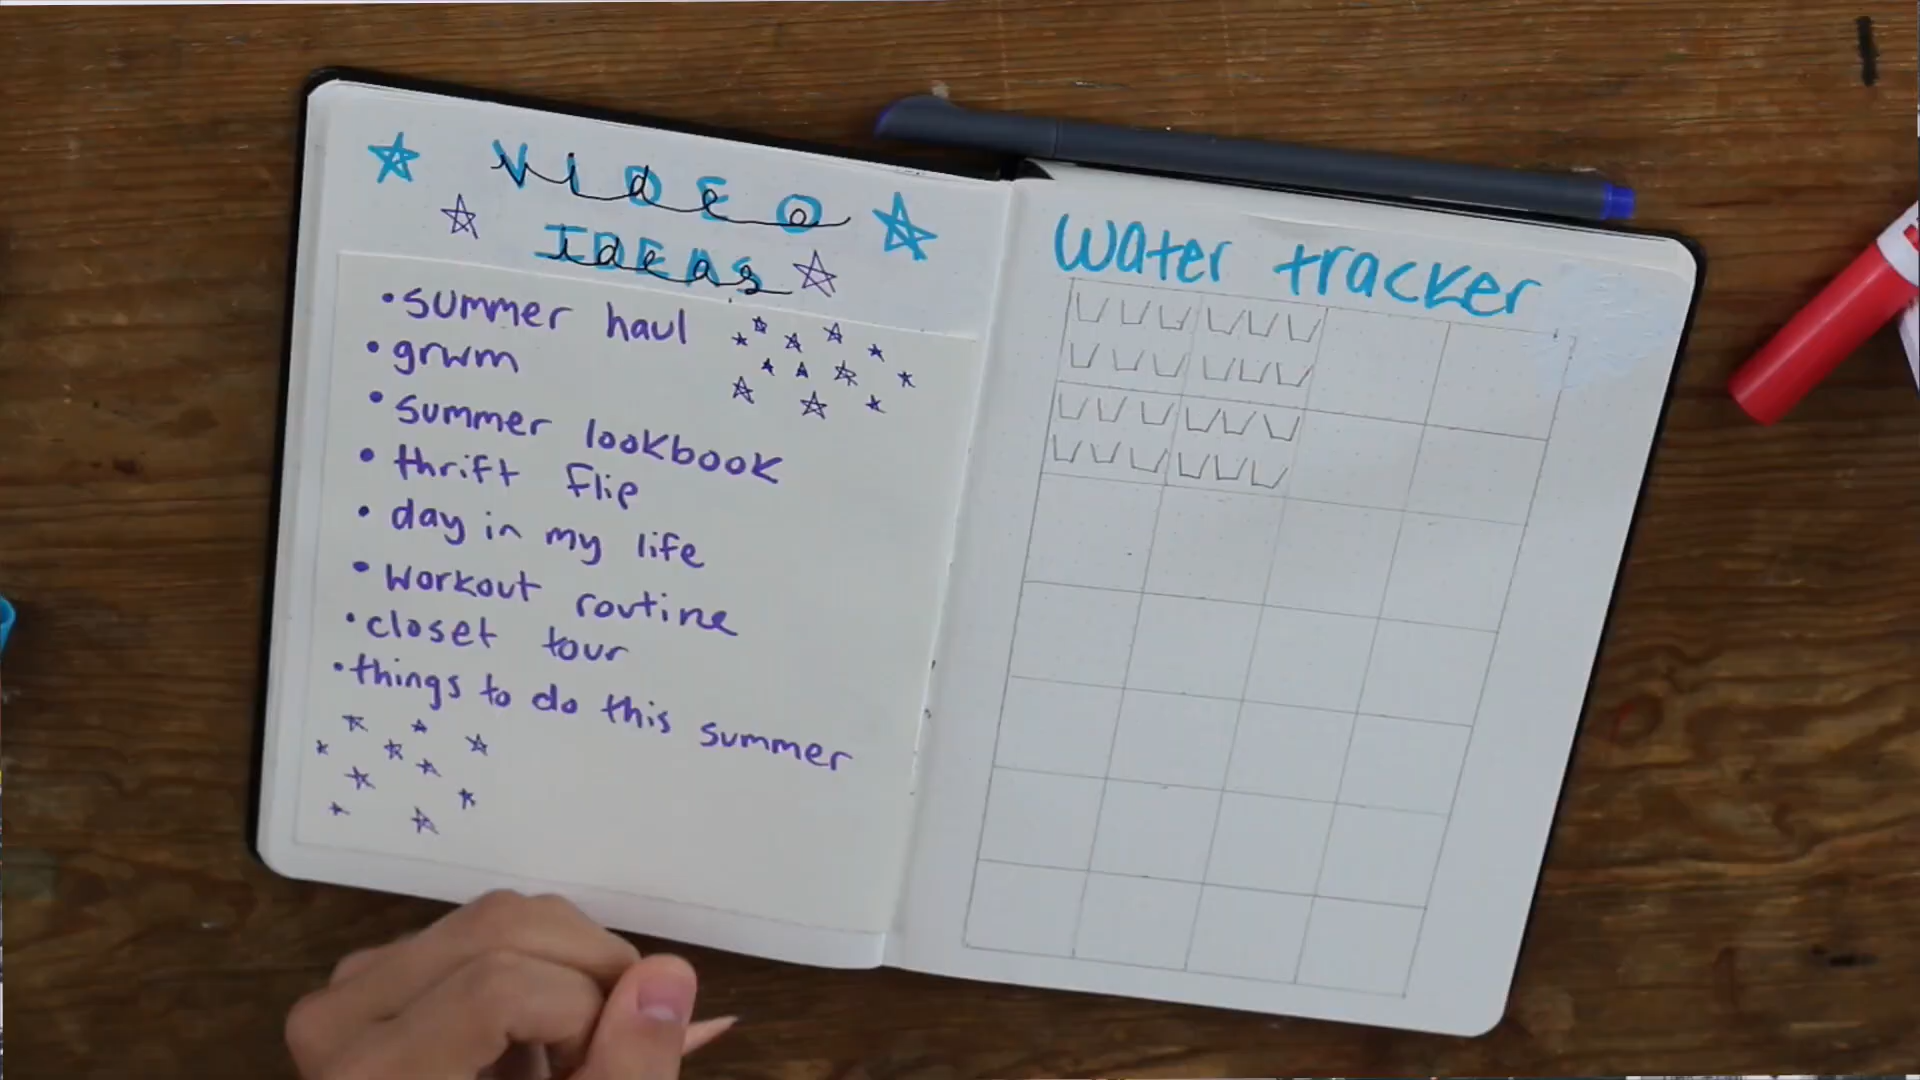 VIDEO
IDEAS
• summer haul
• grwm
• summer lookbook
• thrift flip
• day in my life
• workout routine
• closet tour
• things to do this summer
water tracker